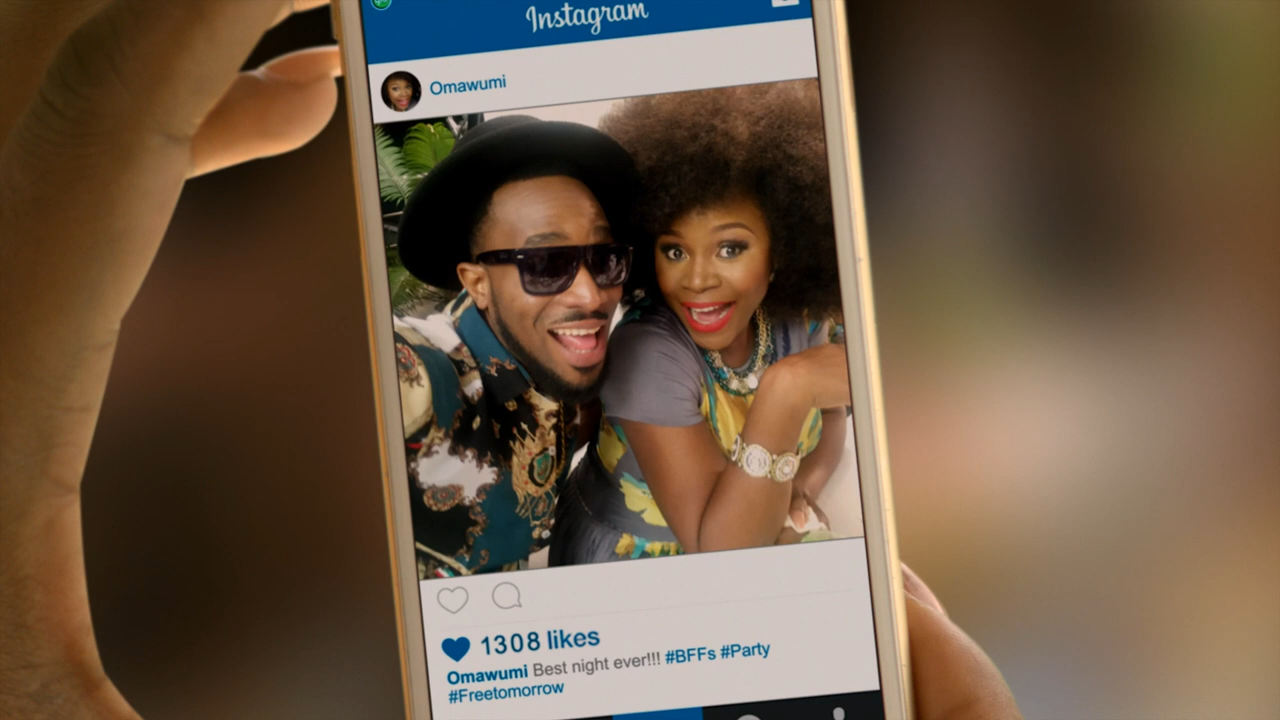 Instagram
Omawumi
1308 likes
Omawumi Best night ever!!! #BFFs #Party
#Freetomorrow